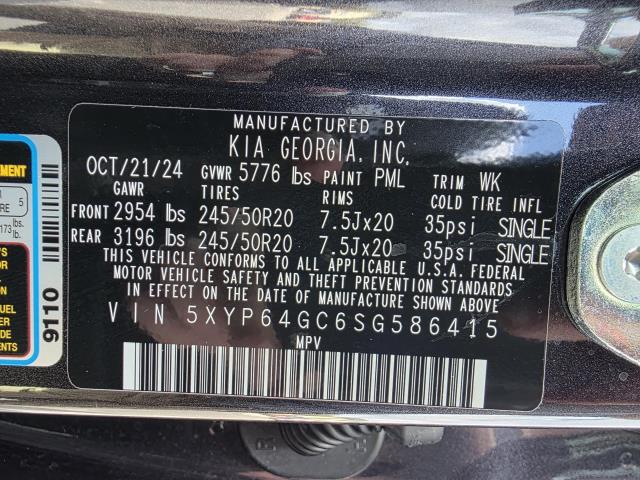 MANUFACTURED BY
KIA GEORGIA, INC.
OCT/21/24 GVWR 5776 lbs PAINT PML TRIM WK
GAWR TIRES RIMS COLD TIRE INFL
FRONT 2954 lbs 245/50R20 7.5Jx20 35psi SINGLE
REAR 3196 lbs 245/50R20 7.5Jx20 35psi SINGLE
THIS VEHICLE CONFORMS TO ALL APPLICABLE U.S.A. FEDERAL
MOTOR VEHICLE SAFETY AND THEFT PREVENTION STANDARDS
IN EFFECT ON THE DATE OF MANUFACTURE SHOWN ABOVE.
VIN 5XYP64GC6SG586415
MPV
9110
5
173
lbs.